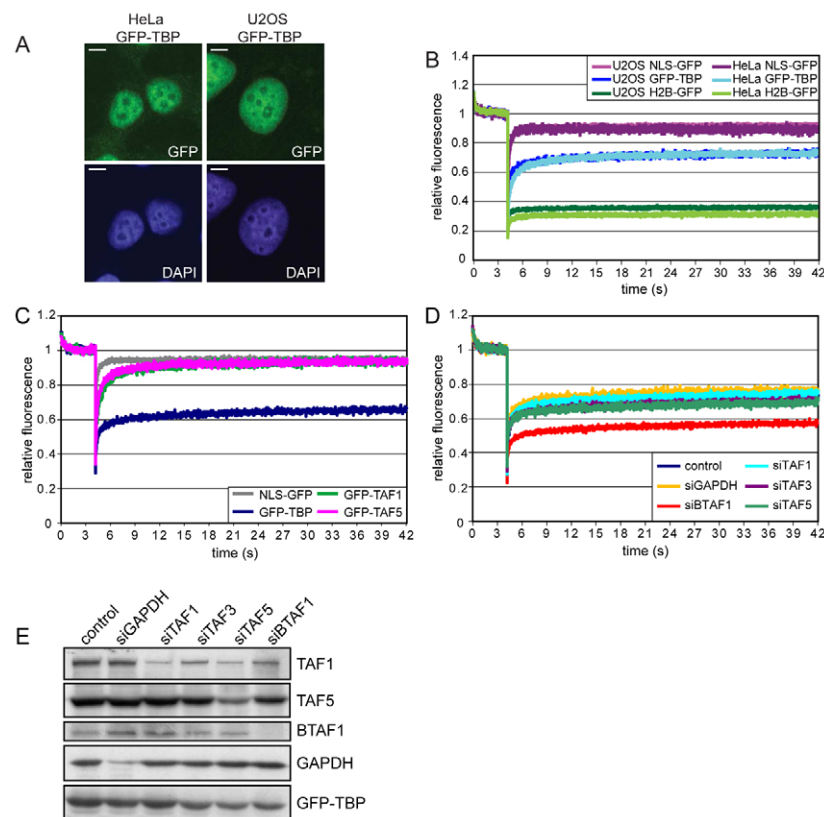 A
HeLa
GFP-TBP
U2OS
GFP-TBP
GFP
GFP
DAPI
DAPI
B
1.4
1.2
1
0.8
0.6
0.4
0.2
0
relative fluorescence
U2OS NLS-GFP
HeLa NLS-GFP
U2OS GFP-TBP
HeLa GFP-TBP
U2OS H2B-GFP
HeLa H2B-GFP
0 3 6 9 12 15 18 21 24 27 30 33 36 39 42
time (s)
C
1.2
1
0.8
0.6
0.4
0.2
0
relative fluorescence
NLS-GFP
GFP-TAF1
GFP-TBP
GFP-TAF5
0 3 6 9 12 15 18 21 24 27 30 33 36 39 42
time (s)
D
1.2
1
0.8
0.6
0.4
0.2
0
relative fluorescence
control
siTAF1
siGAPDH
siTAF3
siBTAF1
siTAF5
0 3 6 9 12 15 18 21 24 27 30 33 36 39 42
time (s)
E
control
siGAPDH
siTAF1
siTAF3
siTAF5
siBTAF1
TAF1
TAF5
BTAF1
GAPDH
GFP-TBP